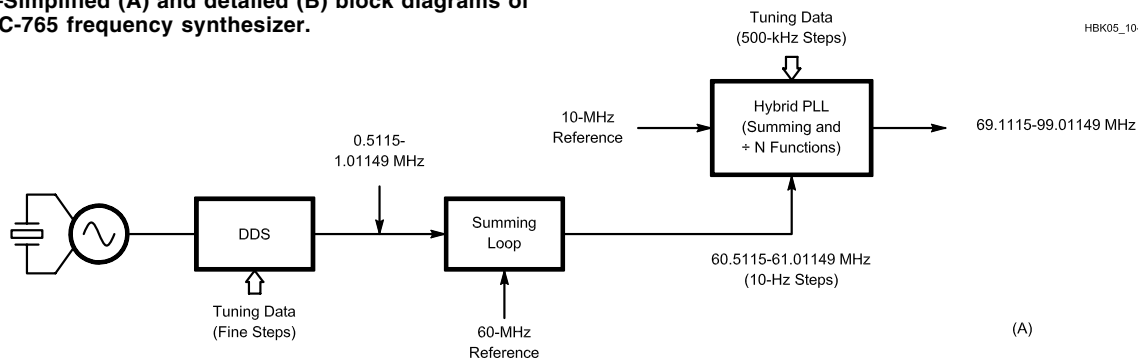 -Simplified (A) and detailed (B) block diagrams of
C-765 frequency synthesizer.
HBK05_10-
Tuning Data
(500-kHz Steps)
10-MHz
Reference
Hybrid PLL
(Summing and
÷ N Functions)
69.1115-99.01149 MHz
0.5115-
1.01149 MHz
DDS
Summing
Loop
60.5115-61.01149 MHz
(10-Hz Steps)
Tuning Data
(Fine Steps)
60-MHz
Reference
(A)